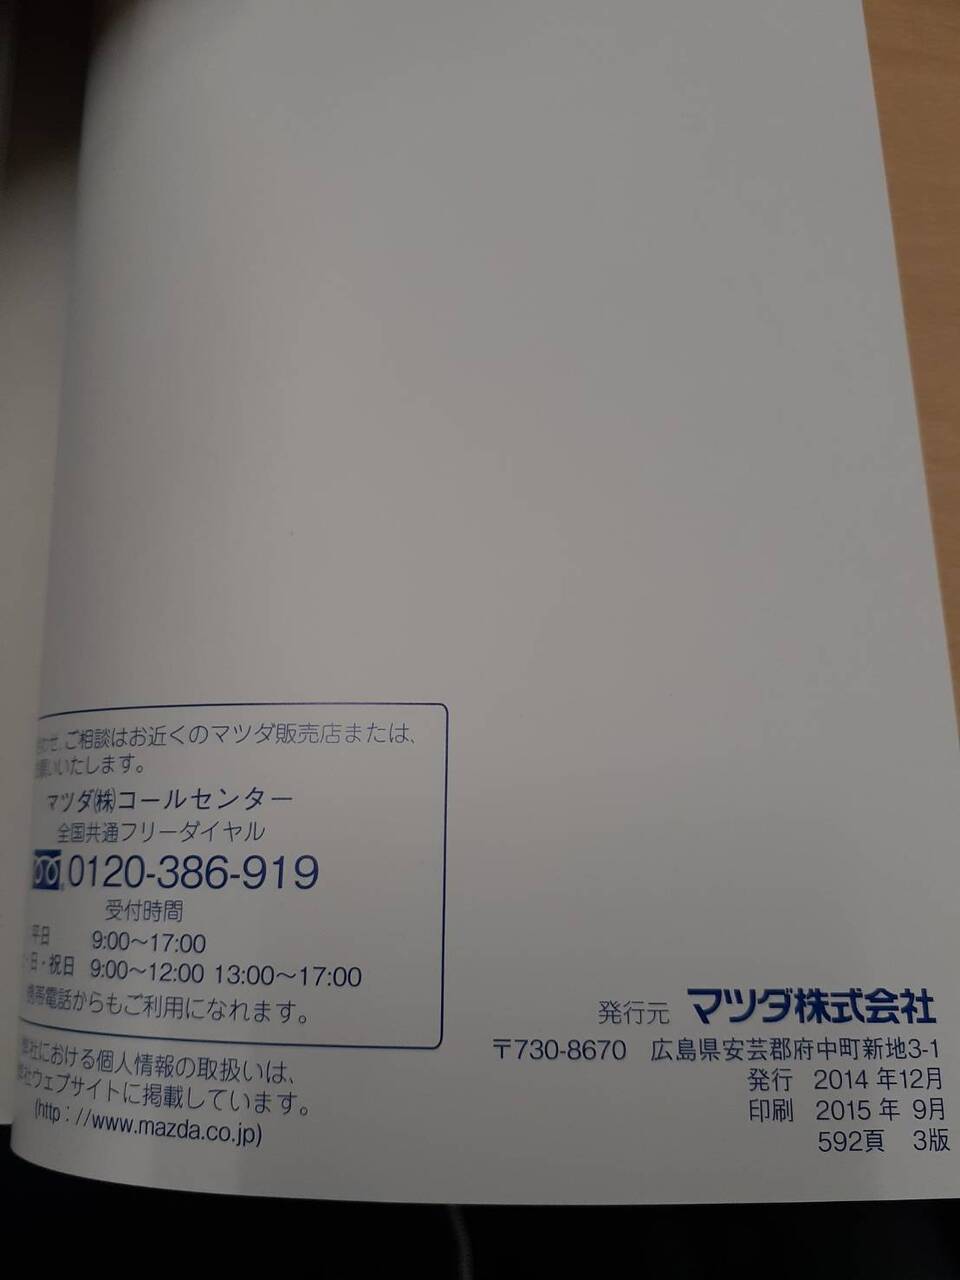 ご相談はお近くのマツダ販売店または、
いいたします。
マツダ(株)コールセンター
全国共通フリーダイヤル
0120-386-919
受付時間
平日 9:00～17:00
・日・祝日 9:00～12:00 13:00～17:00
携帯電話からもご利用になれます。
弊社における個人情報の取扱いは、
弊社ウェブサイトに掲載しています。
(http：//www.mazda.co.jp)
発行元 マツダ株式会社
〒730-8670 広島県安芸郡府中町新地3-1
発行 2014年12月
印刷 2015年 9月
592頁 3版